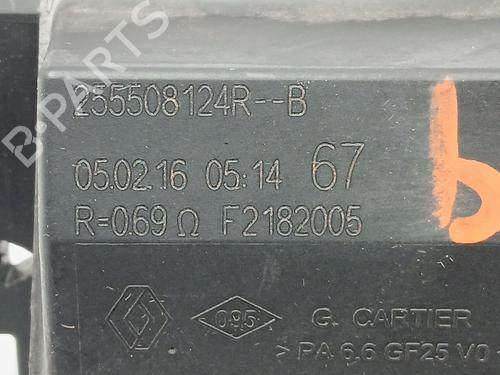 255508124R--B
05.02.16 05:14 67
R=0.69 Ω F2182005
095 G. CARTIER
>PA 6.6 GF25 V0
b
B-PARTS